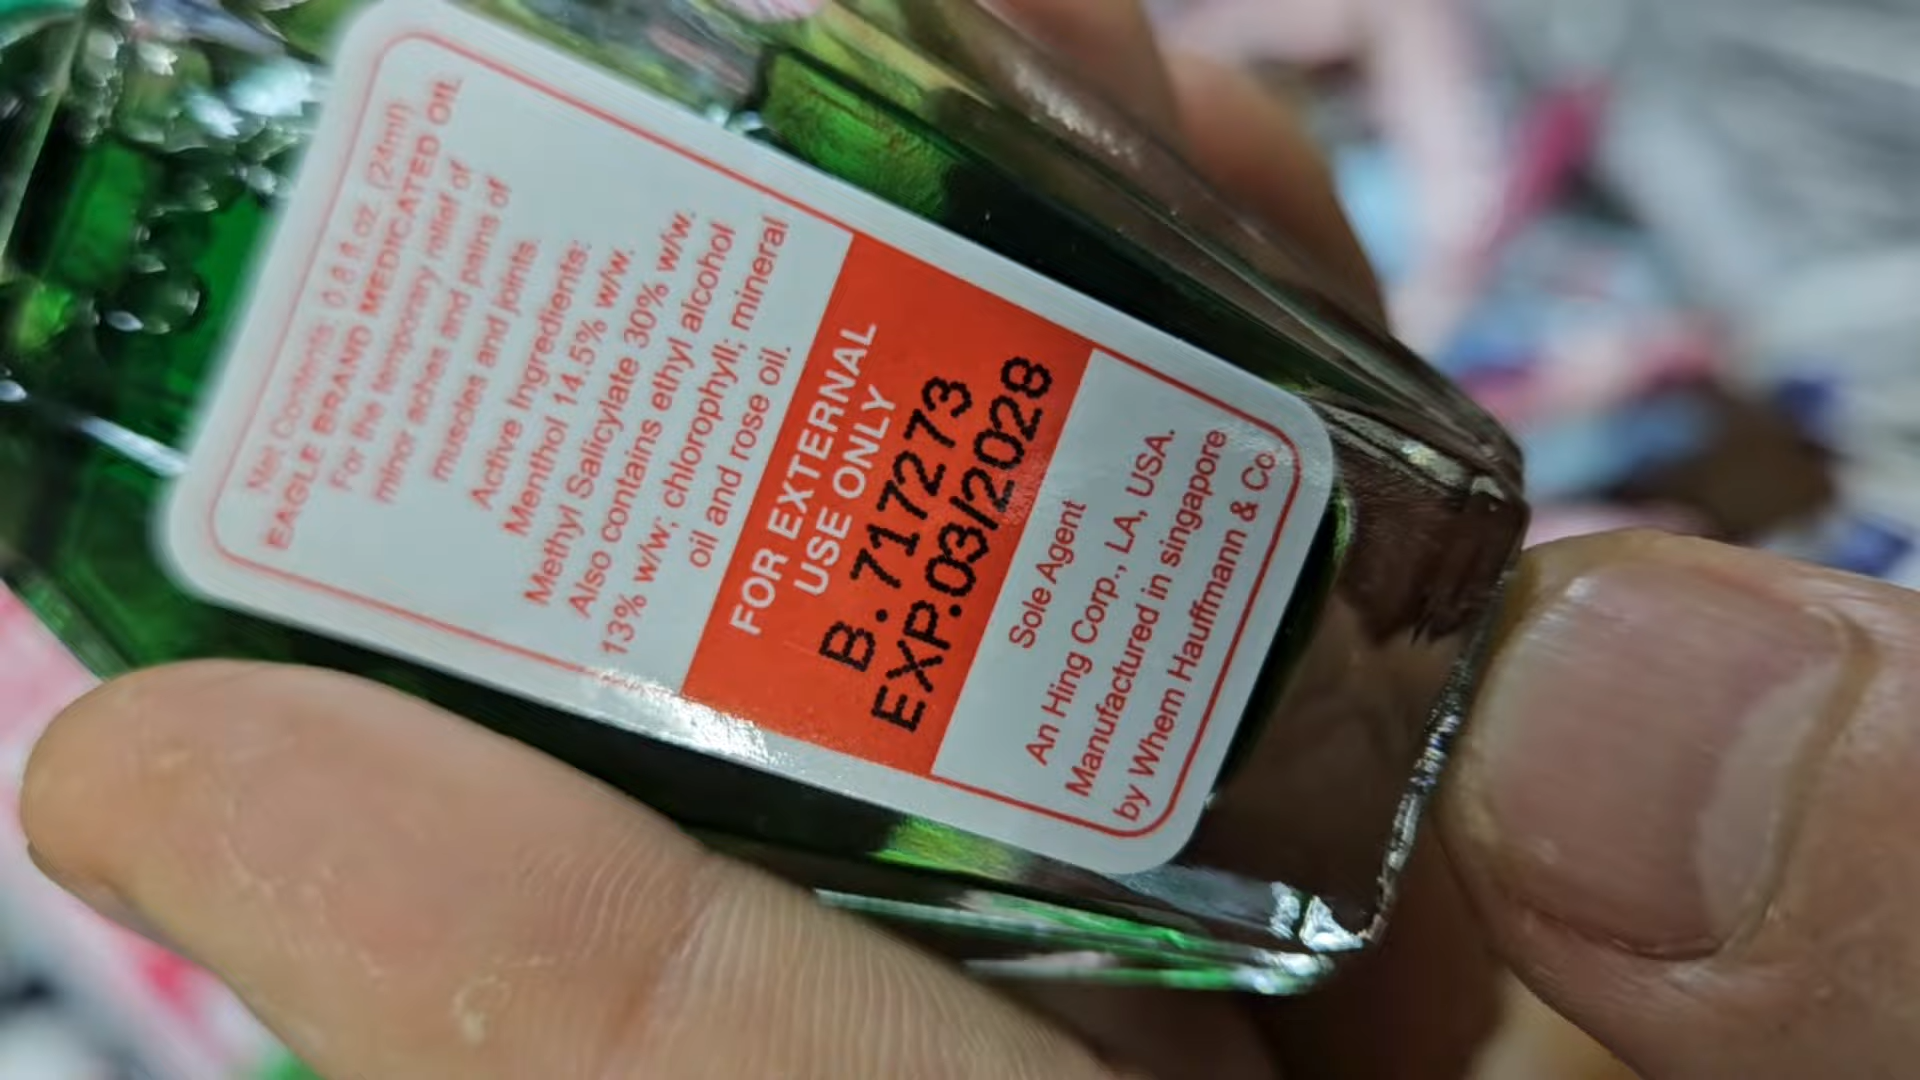 Net Contents 0.8 fl oz. (24ml)
EAGLE BRAND MEDICATED OIL
For the temporary relief of
minor aches and pains of
muscles and joints.
Active Ingredients:
Menthol 14.5% w/w.
Methyl Salicylate 30% w/w.
Also contains ethyl alcohol
13% w/w; chlorophyll; mineral
oil and rose oil.
FOR EXTERNAL
USE ONLY
B.717273
EXP.03/2028
Sole Agent
An Hing Corp., LA, USA.
Manufactured in singapore
by Whem Hauffmann & Co.